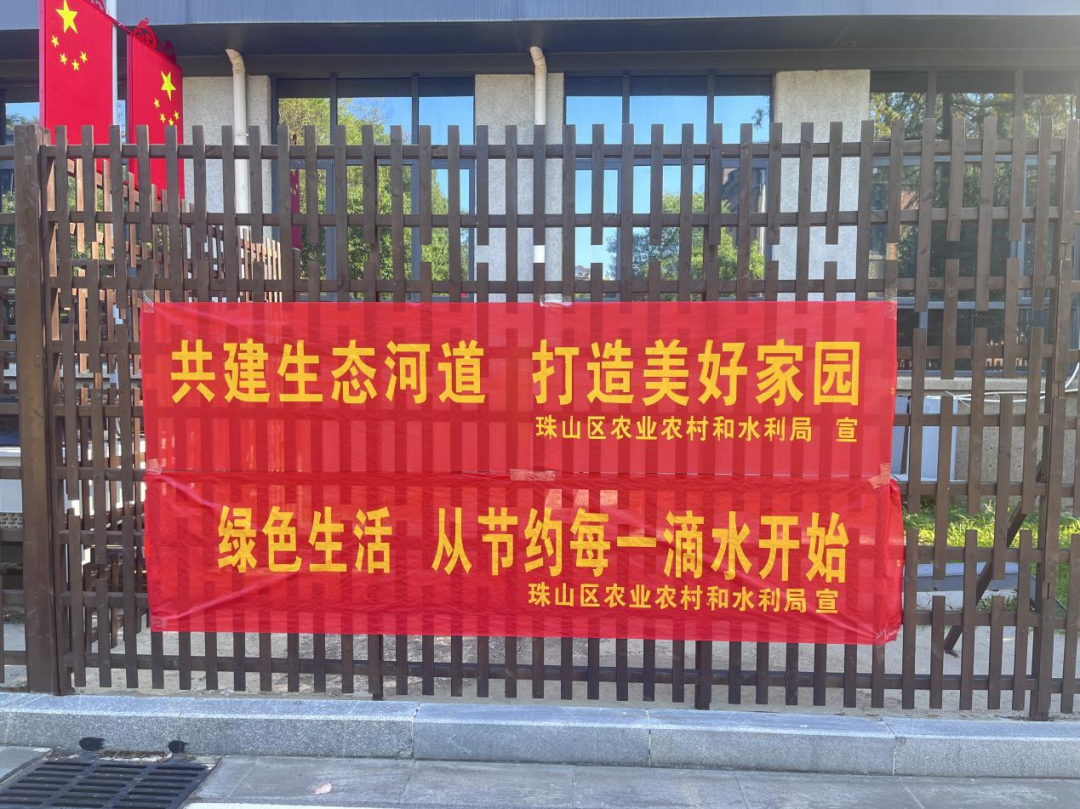 共建生态河道 打造美好家园
珠山区农业农村和水利局 宣
绿色生活 从节约每一滴水开始
珠山区农业农村和水利局 宣